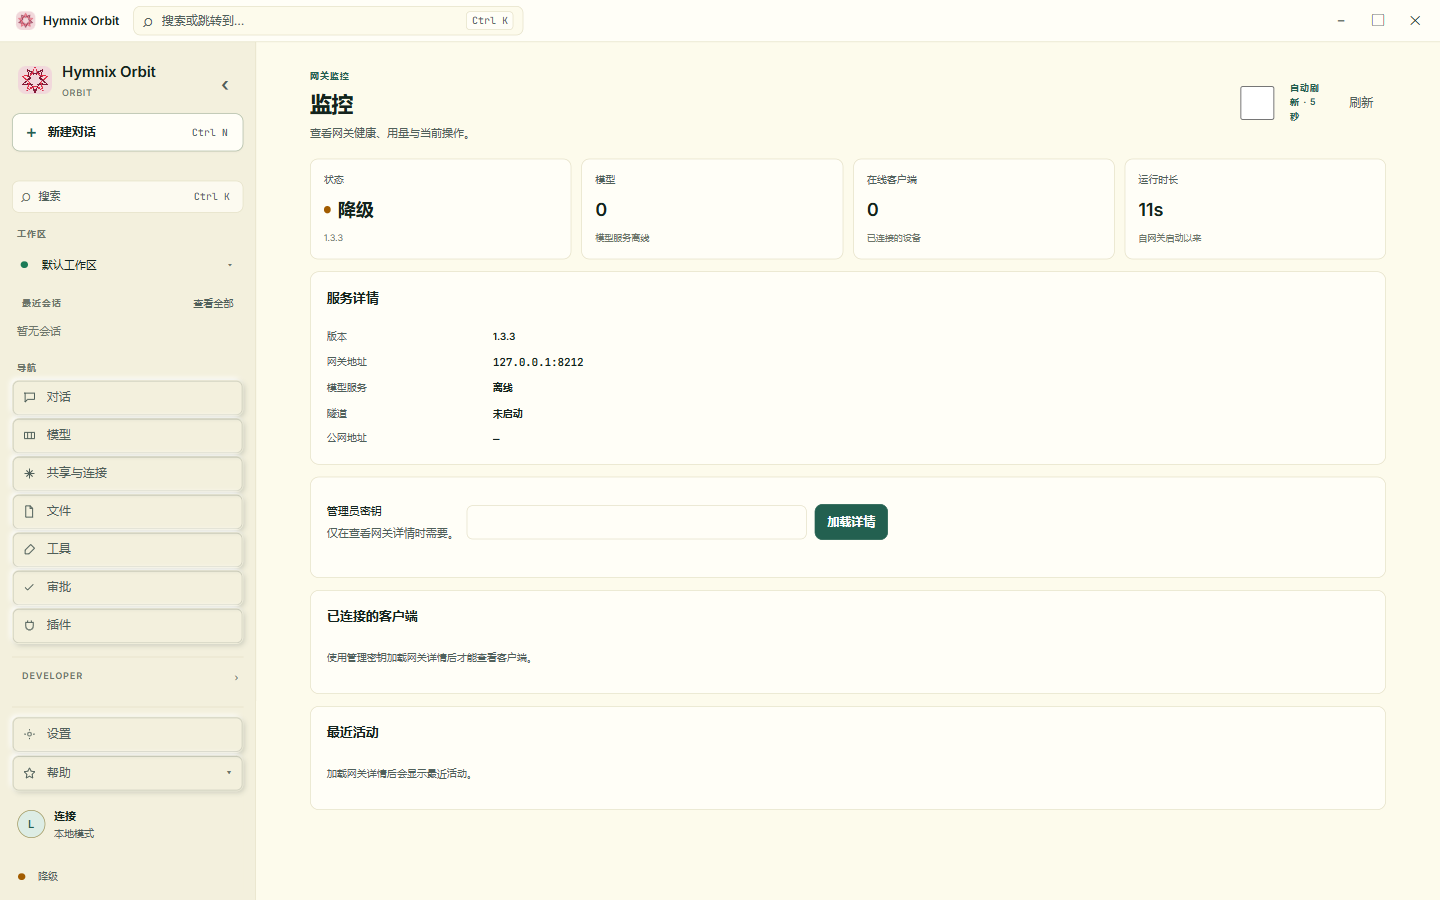 Hymnix Orbit
搜索或跳转到...
Ctrl K
Hymnix Orbit
ORBIT
新建对话
Ctrl N
搜索
Ctrl K
工作区
默认工作区
最近会话
查看全部
暂无会话
导航
对话
模型
共享与连接
文件
工具
审批
插件
DEVELOPER
设置
帮助
L
连接
本地模式
降级
网关监控
监控
查看网关健康、用量与当前操作。
自动刷
新 · 5
秒
刷新
状态
降级
1.3.3
模型
0
模型服务离线
在线客户端
0
已连接的设备
运行时长
11s
自网关启动以来
服务详情
版本
1.3.3
网关地址
127.0.0.1:8212
模型服务
离线
隧道
未启动
公网地址
—
管理员密钥
仅在查看网关详情时需要。
加载详情
已连接的客户端
使用管理密钥加载网关详情后才能查看客户端。
最近活动
加载网关详情后会显示最近活动。